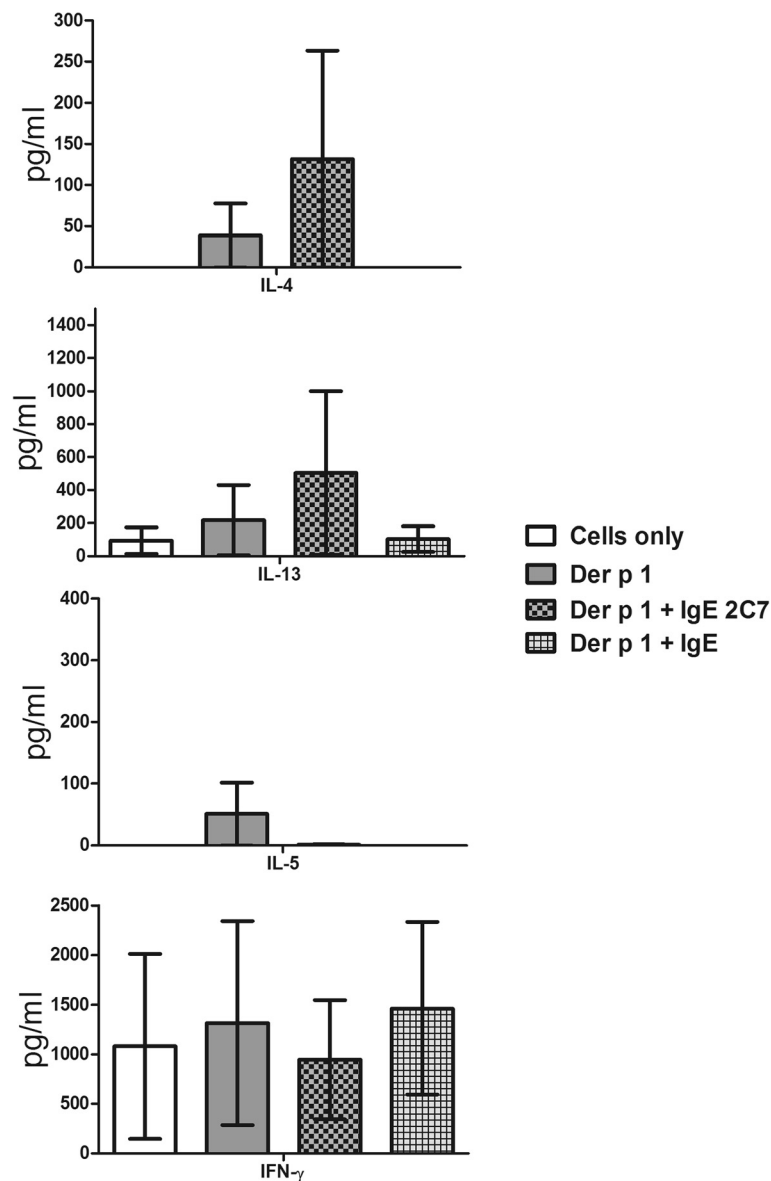 300
250
200
150
100
50
0
pg/ml
IL-4
1400
1200
1000
800
600
400
200
0
pg/ml
IL-13
400
300
200
100
0
pg/ml
IL-5
2500
2000
1500
1000
500
0
pg/ml
IFN-γ
Cells only
Der p 1
Der p 1 + IgE 2C7
Der p 1 + IgE